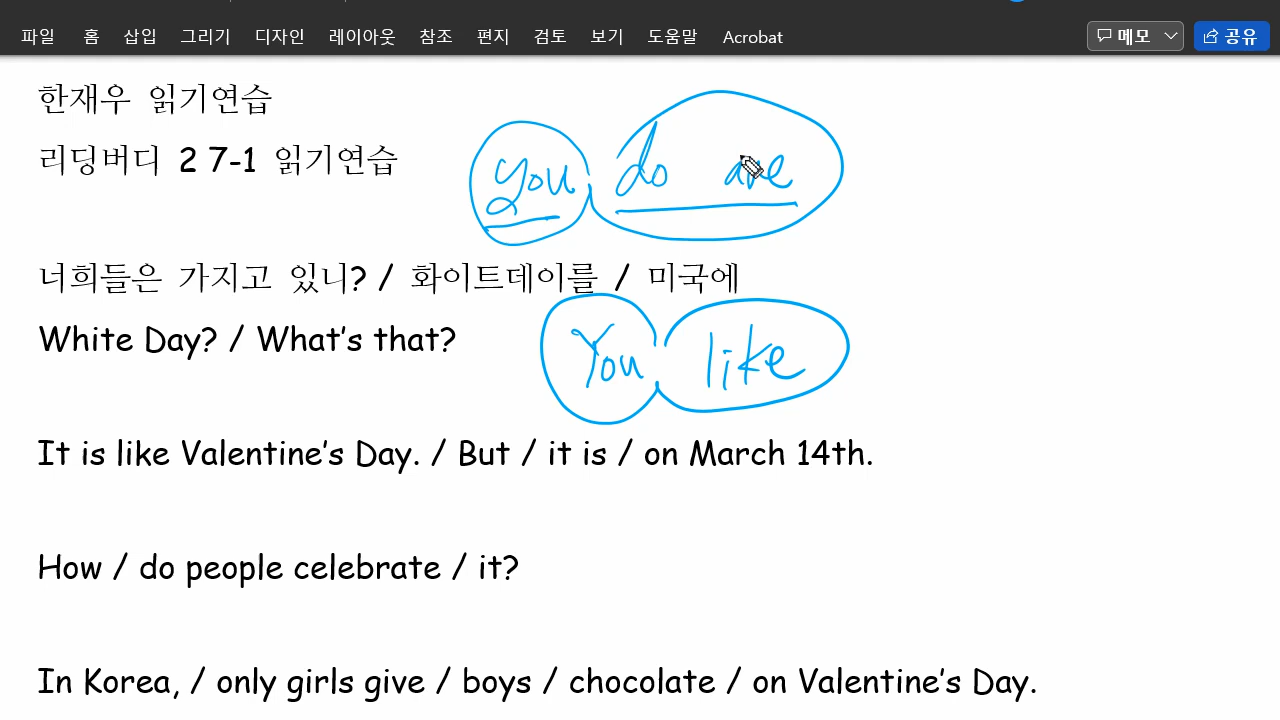 파일 홈 삽입 그리기 디자인 레이아웃 참조 편지 검토 보기 도움말 Acrobat 메모 공유
한재우 읽기연습
리딩버디 2 7-1 읽기연습
you do are
너희들은 가지고 있니? / 화이트데이를 / 미국에
White Day? / What's that?
You like
It is like Valentine's Day. / But / it is / on March 14th.
How / do people celebrate / it?
In Korea, / only girls give / boys / chocolate / on Valentine's Day.